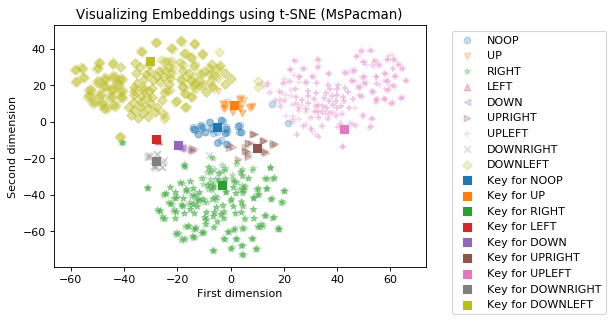 Visualizing Embeddings using t-SNE (MsPacman)
40
20
0
−20
−40
−60
Second dimension
−60
−40
−20
0
20
40
60
First dimension
NOOP
UP
RIGHT
LEFT
DOWN
UPRIGHT
UPLEFT
DOWNRIGHT
DOWNLEFT
Key for NOOP
Key for UP
Key for RIGHT
Key for LEFT
Key for DOWN
Key for UPRIGHT
Key for UPLEFT
Key for DOWNRIGHT
Key for DOWNLEFT